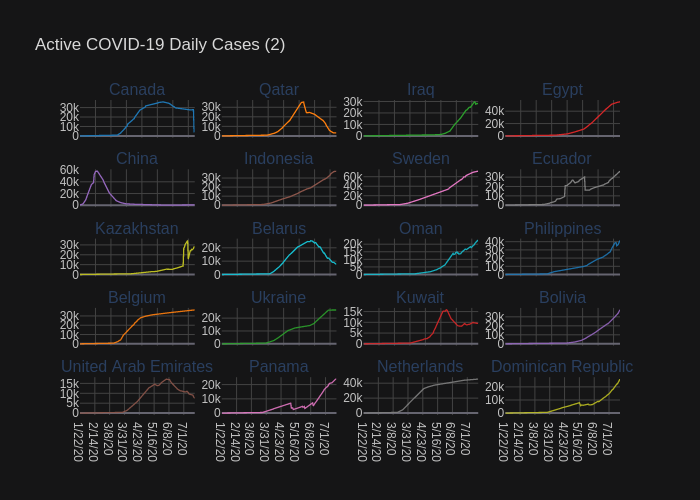 Active COVID-19 Daily Cases (2)
Canada Qatar Iraq Egypt
30k 20k 10k 0
30k 20k 10k 0
30k 20k 10k 0
40k 20k 0
China Indonesia Sweden Ecuador
60k 40k 20k 0
30k 20k 10k 0
60k 40k 20k 0
30k 20k 10k 0
Kazakhstan Belarus Oman Philippines
30k 20k 10k 0
20k 10k 0
20k 15k 10k 5k 0
40k 30k 20k 10k 0
Belgium Ukraine Kuwait Bolivia
30k 20k 10k 0
20k 10k 0
15k 10k 5k 0
30k 20k 10k 0
United Arab Emirates Panama Netherlands Dominican Republic
15k 10k 5k 0
20k 10k 0
40k 20k 0
20k 10k 0
1/22/20 2/14/20 3/8/20 3/31/20 4/23/20 5/16/20 6/8/20 7/1/20
1/22/20 2/14/20 3/8/20 3/31/20 4/23/20 5/16/20 6/8/20 7/1/20
1/22/20 2/14/20 3/8/20 3/31/20 4/23/20 5/16/20 6/8/20 7/1/20
1/22/20 2/14/20 3/8/20 3/31/20 4/23/20 5/16/20 6/8/20 7/1/20